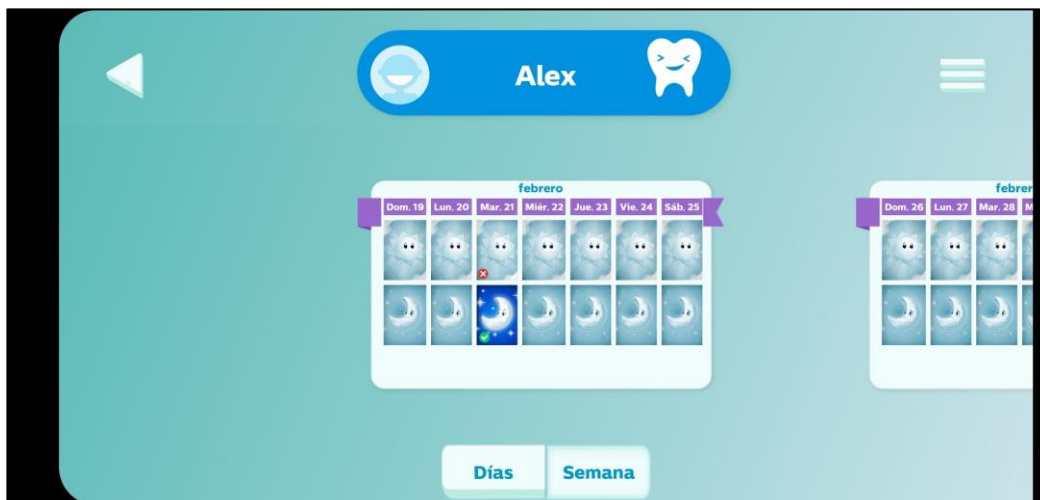 Alex
febrero
Dom. 19 Lun. 20 Mar. 21 Miér. 22 Jue. 23 Vie. 24 Sáb. 25
febrer
Dom. 26 Lun. 27 Mar. 28 M
Días Semana